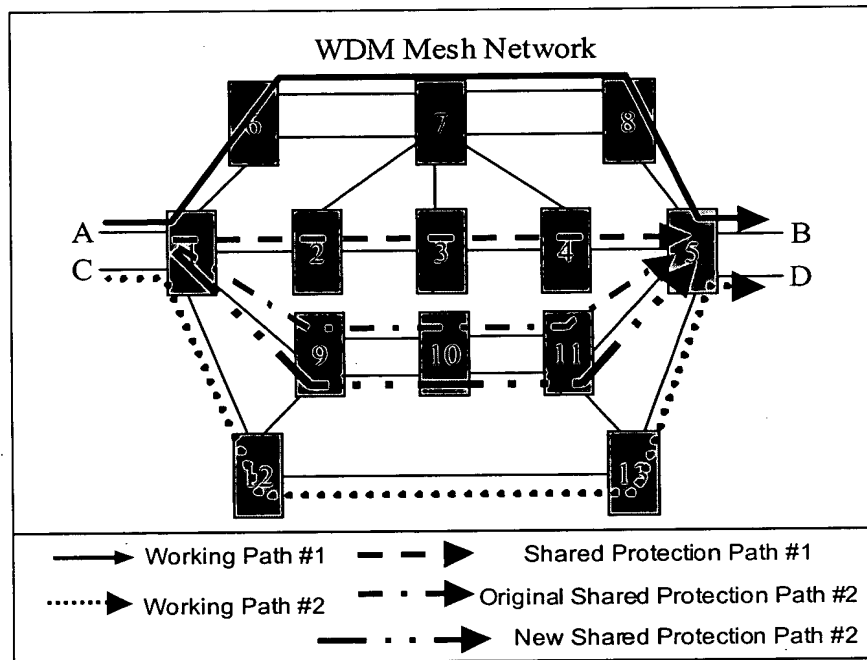 WDM Mesh Network
6 7 8
A 1 2 3 4 5 B
C D
9 10 11
12 13
Working Path #1 Shared Protection Path #1
Working Path #2 Original Shared Protection Path #2
New Shared Protection Path #2